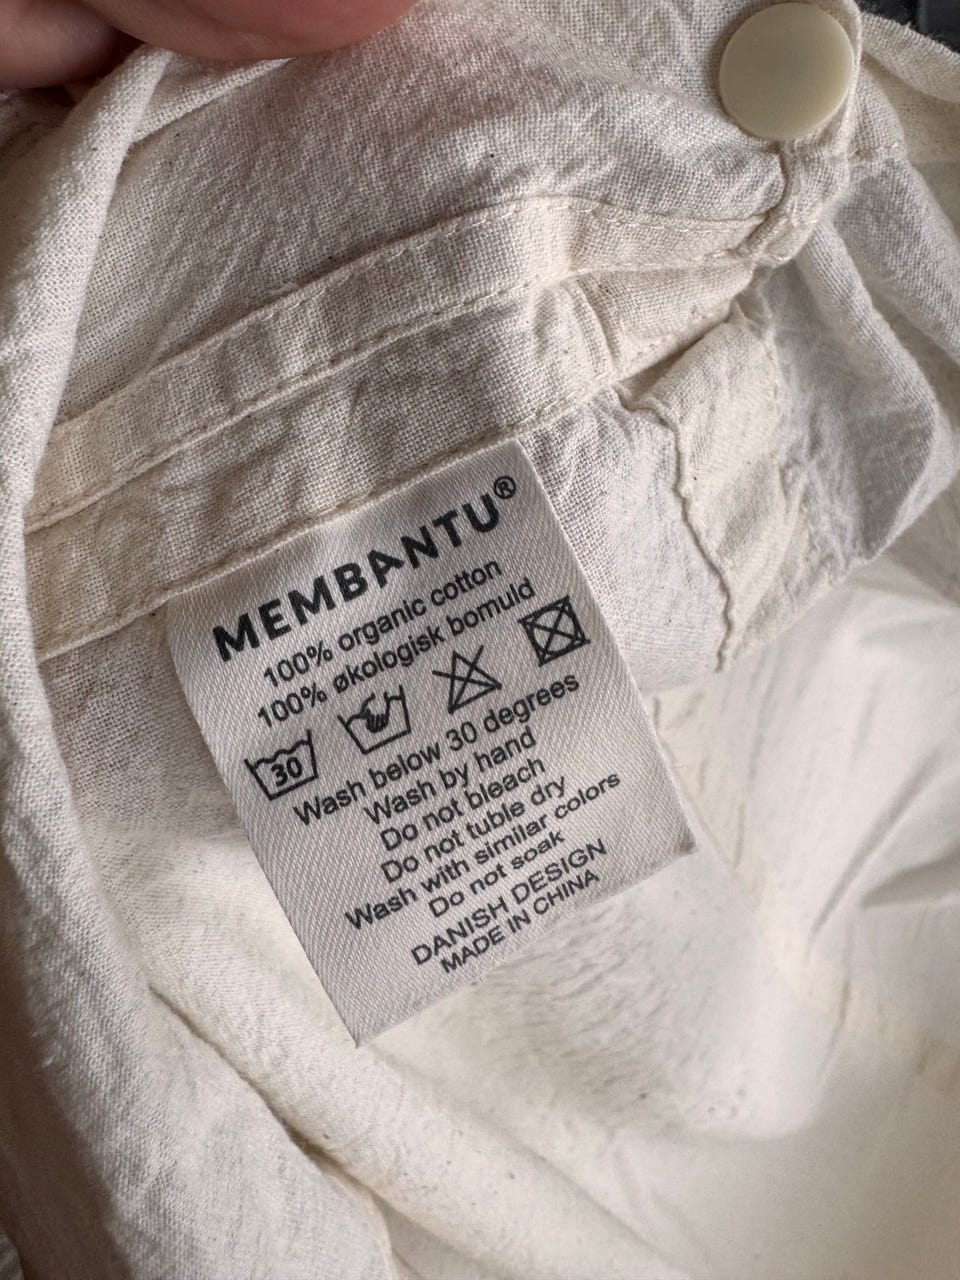 MEMBANTU®
100% organic cotton
100% økologisk bomuld
30
Wash below 30 degrees
Wash by hand
Do not bleach
Do not tuble dry
Wash with similar colors
Do not soak
DANISH DESIGN
MADE IN CHINA